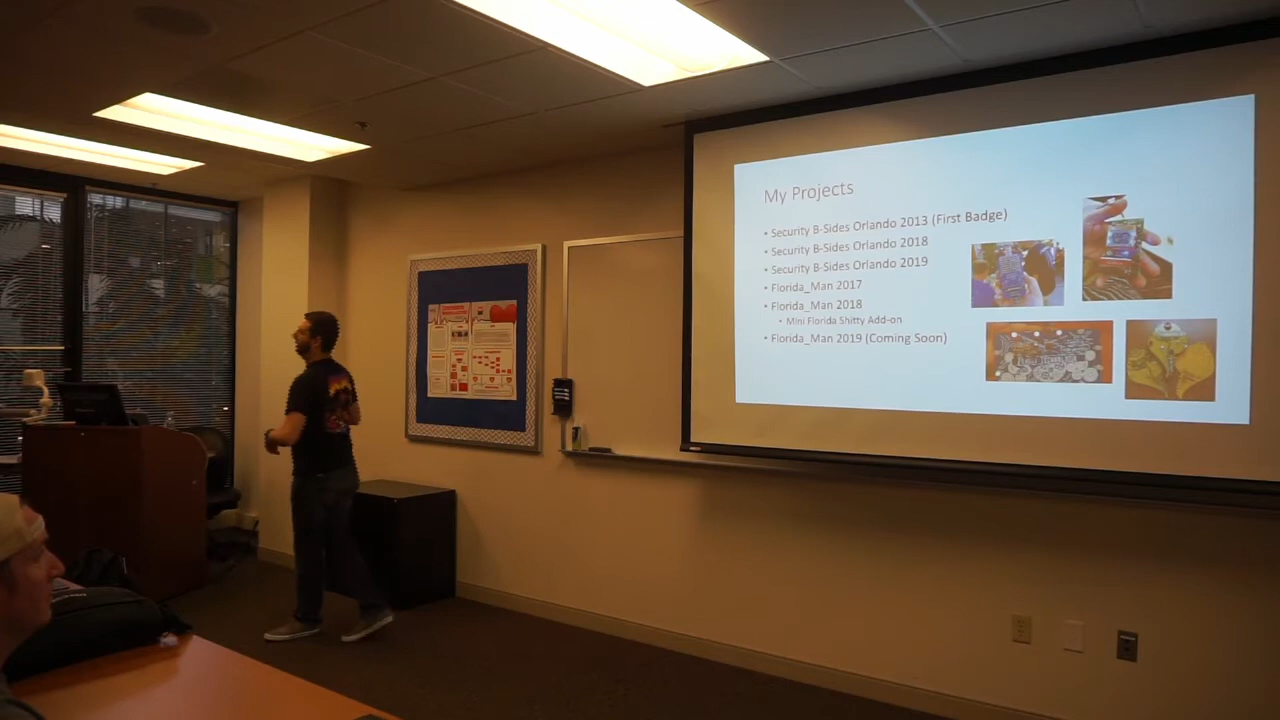 My Projects
• Security B-Sides Orlando 2013 (First Badge)
• Security B-Sides Orlando 2018
• Security B-Sides Orlando 2019
• Florida_Man 2017
• Florida_Man 2018
• Mini Florida Shitty Add-on
• Florida_Man 2019 (Coming Soon)